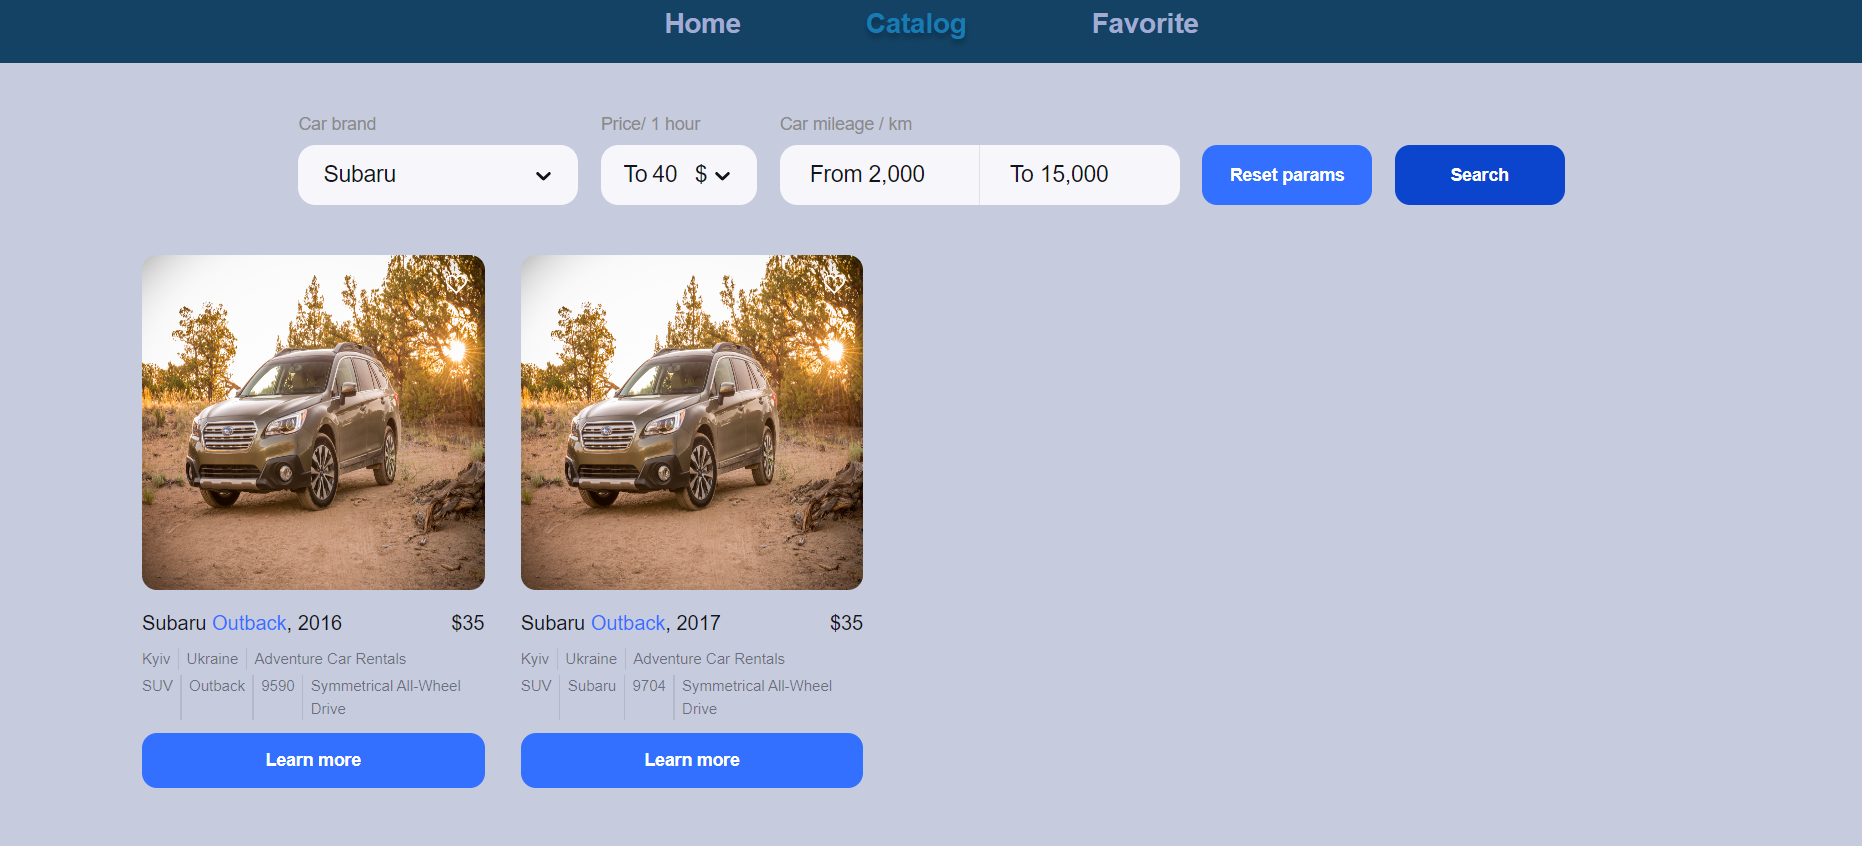 Home Catalog Favorite
Car brand Price/ 1 hour Car mileage / km
Subaru To 40 $ From 2,000 To 15,000 Reset params Search
Subaru Outback, 2016 $35
Kyiv Ukraine Adventure Car Rentals
SUV Outback 9590 Symmetrical All-Wheel
Drive
Learn more
Subaru Outback, 2017 $35
Kyiv Ukraine Adventure Car Rentals
SUV Subaru 9704 Symmetrical All-Wheel
Drive
Learn more